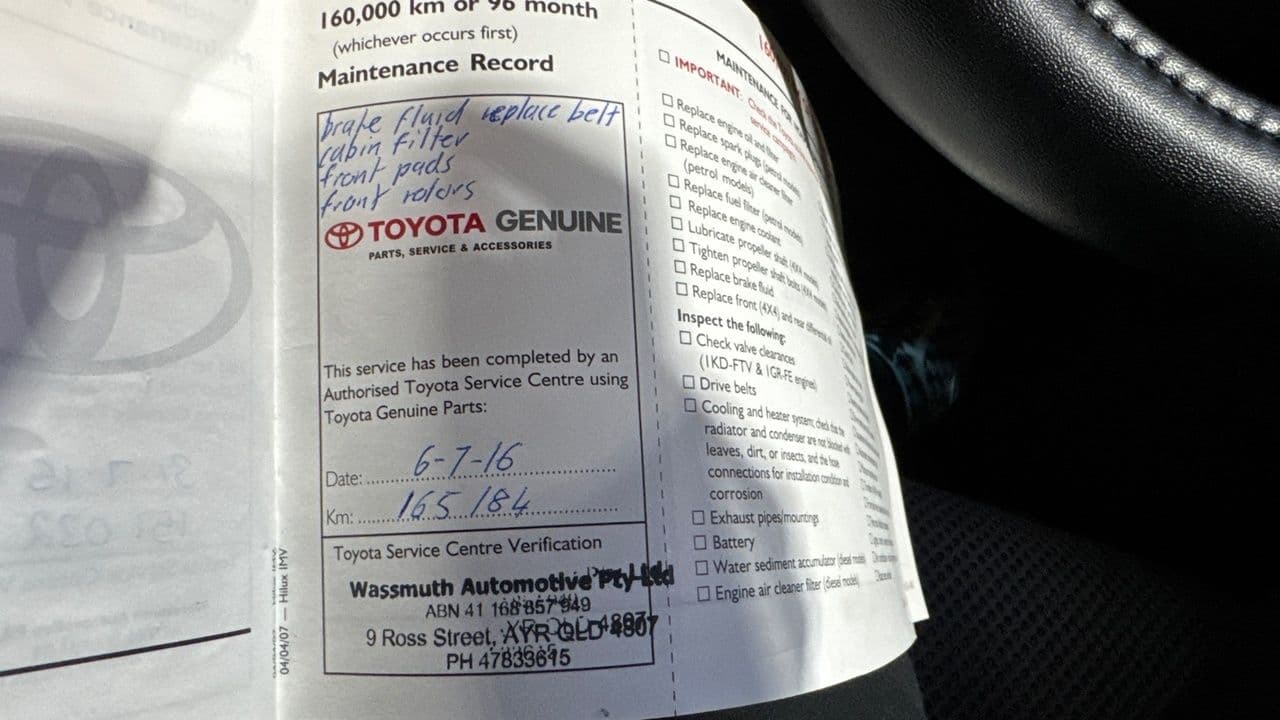 160,000 km or 96 month
(whichever occurs first)
Maintenance Record
brake fluid replace belt
cabin filter
front pads
front rotors
TOYOTA GENUINE
PARTS, SERVICE & ACCESSORIES
This service has been completed by an
Authorised Toyota Service Centre using
Toyota Genuine Parts:
Date: 6-7-16
Km: 165 184
Toyota Service Centre Verification
Wassmuth Automotive Pty Ltd
ABN 41 168 857 949
9 Ross Street, AYR QLD 4807
PH 47833615
04/04/07 — Hilux IMV
MAINTENANCE
IMPORTANT: Check the Toyota
Replace engine oil and filter
Replace spark plugs (petrol models)
Replace engine air cleaner filter
(petrol models)
Replace fuel filter (petrol models)
Replace engine coolant
Lubricate propeller shaft (4X4 models)
Tighten propeller shaft bolts (4X4 models)
Replace brake fluid
Replace front (4X4) and rear differential
Inspect the following:
Check valve clearances
(1KD-FTV & 1GR-FE engines)
Drive belts
Cooling and heater system; check that the
radiator and condenser are not blocked with
leaves, dirt, or insects, and the hose
connections for installation condition and
corrosion
Exhaust pipes/mountings
Battery
Water sediment accumulator (diesel models)
Engine air cleaner filter (diesel models)